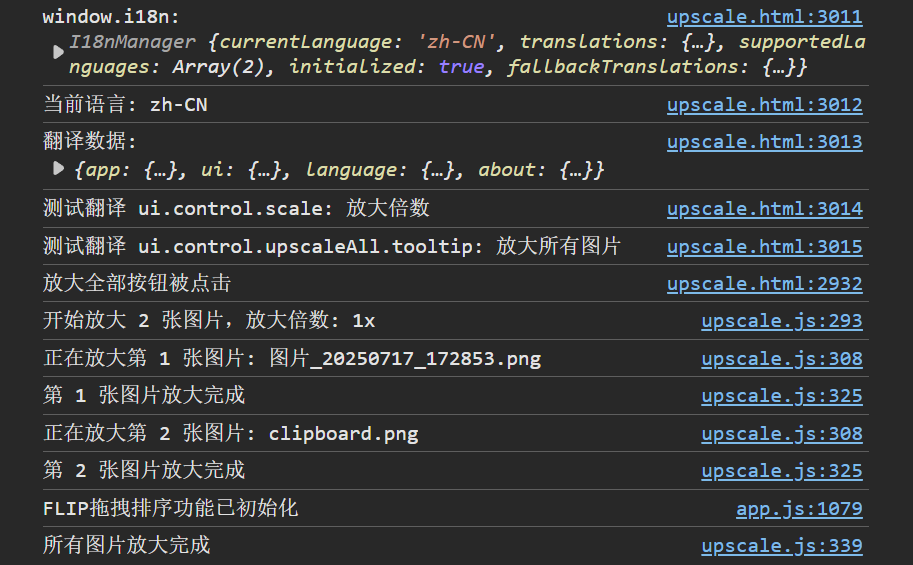 window.i18n: upscale.html:3011
I18nManager {currentLanguage: 'zh-CN', translations: {…}, supportedLa
nguages: Array(2), initialized: true, fallbackTranslations: {…}}
当前语言: zh-CN upscale.html:3012
翻译数据: upscale.html:3013
{app: {…}, ui: {…}, language: {…}, about: {…}}
测试翻译 ui.control.scale: 放大倍数 upscale.html:3014
测试翻译 ui.control.upscaleAll.tooltip: 放大所有图片 upscale.html:3015
放大全部按钮被点击 upscale.html:2932
开始放大 2 张图片，放大倍数: 1x upscale.js:293
正在放大第 1 张图片: 图片_20250717_172853.png upscale.js:308
第 1 张图片放大完成 upscale.js:325
正在放大第 2 张图片: clipboard.png upscale.js:308
第 2 张图片放大完成 upscale.js:325
FLIP拖拽排序功能已初始化 app.js:1079
所有图片放大完成 upscale.js:339